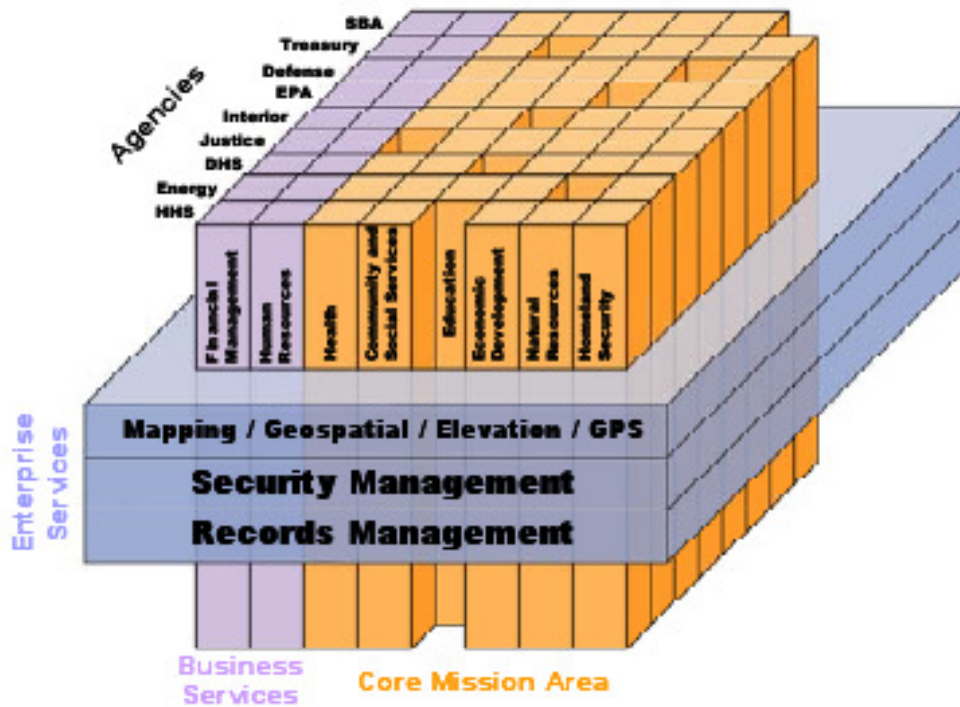 SBA
Treasury
Defense
EPA
Interior
Justice
DHS
Energy
HHS
Agencies
Financial
Management
Human
Resources
Health
Community and
Social Services
Education
Economic
Development
Natural
Resources
Homeland
Security
Enterprise
Services
Mapping / Geospatial / Elevation / GPS
Security Management
Records Management
Business
Services
Core Mission Area